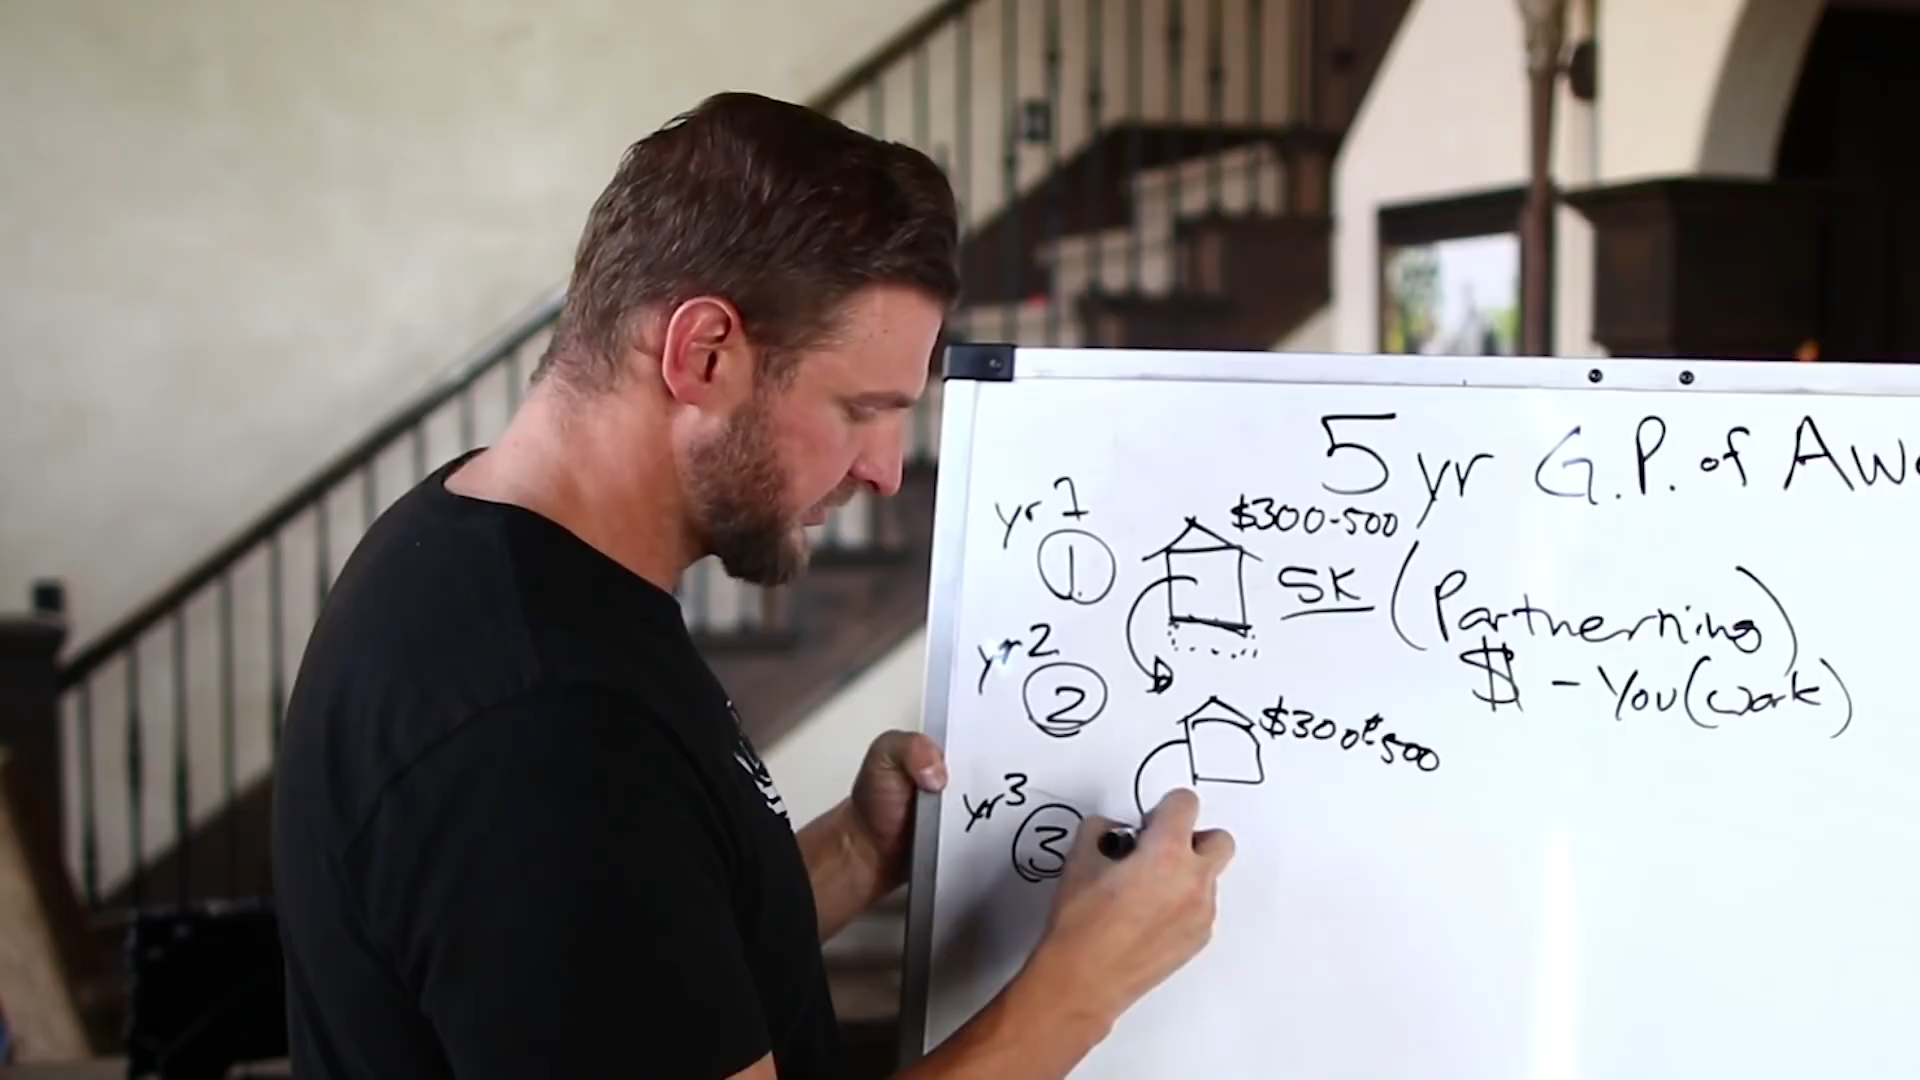 5 yr G.P. of Aw
yr 1
1
$300-500
5K (Partnerning)
$ - You (work)
yr 2
2
$300 500
yr 3
3